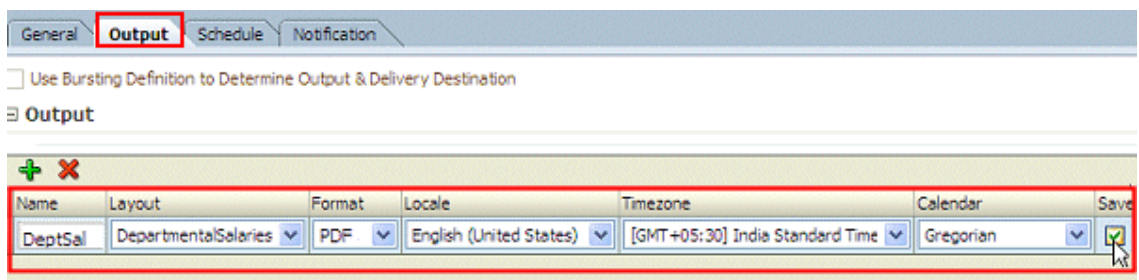 General Output Schedule Notification
Use Bursting Definition to Determine Output & Delivery Destination
Output
Name Layout Format Locale Timezone Calendar Save
DeptSal DepartmentalSalaries PDF English (United States) [GMT+05:30] India Standard Time Gregorian